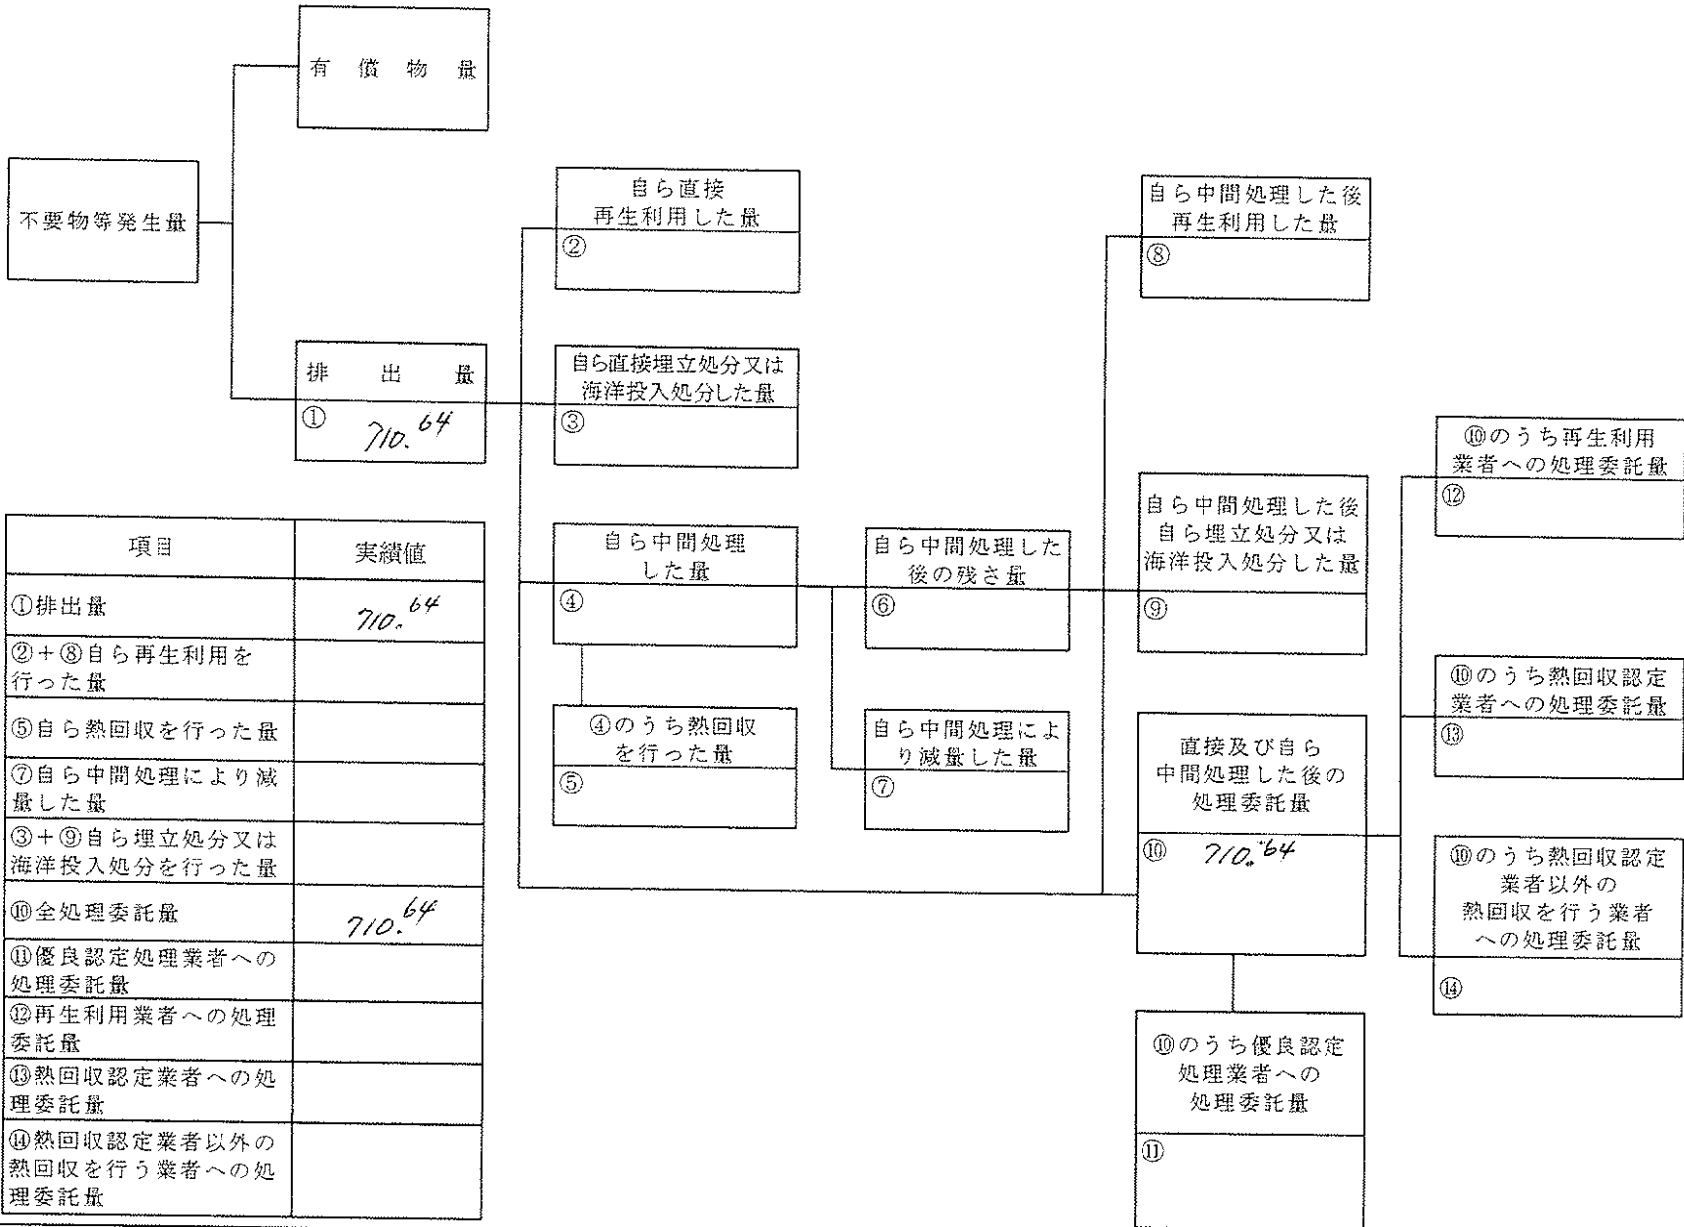 有償物量
不要物等発生量
自ら直接
再生利用した量
②
自ら中間処理した後
再生利用した量
⑧
排出量
① 710.64
自ら直接埋立処分又は
海洋投入処分した量
③
⑩のうち再生利用
業者への処理委託量
⑫
自ら中間処理
した量
④
自ら中間処理した
後の残さ量
⑥
自ら中間処理した後
自ら埋立処分又は
海洋投入処分した量
⑨
⑩のうち熱回収認定
業者への処理委託量
⑬
④のうち熱回収
を行った量
⑤
自ら中間処理によ
り減量した量
⑦
直接及び自ら
中間処理した後の
処理委託量
⑩ 710.64
⑩のうち熱回収認定
業者以外の
熱回収を行う業者
への処理委託量
⑭
⑩のうち優良認定
処理業者への
処理委託量
⑪
項目 実績値
①排出量 710.64
②+⑧自ら再生利用を
行った量
⑤自ら熱回収を行った量
⑦自ら中間処理により減
量した量
③+⑨自ら埋立処分又は
海洋投入処分を行った量
⑩全処理委託量 710.64
⑪優良認定処理業者への
処理委託量
⑫再生利用業者への処理
委託量
⑬熱回収認定業者への処
理委託量
⑭熱回収認定業者以外の
熱回収を行う業者への処
理委託量